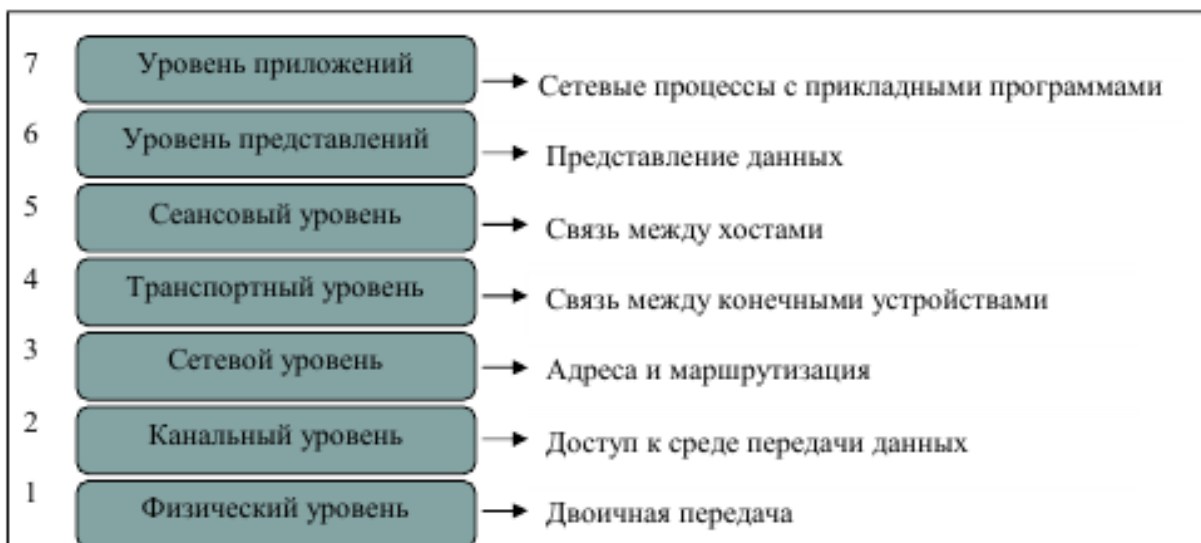 7 Уровень приложений Сетевые процессы с прикладными программами
6 Уровень представлений Представление данных
5 Сеансовый уровень Связь между хостами
4 Транспортный уровень Связь между конечными устройствами
3 Сетевой уровень Адреса и маршрутизация
2 Канальный уровень Доступ к среде передачи данных
1 Физический уровень Двоичная передача